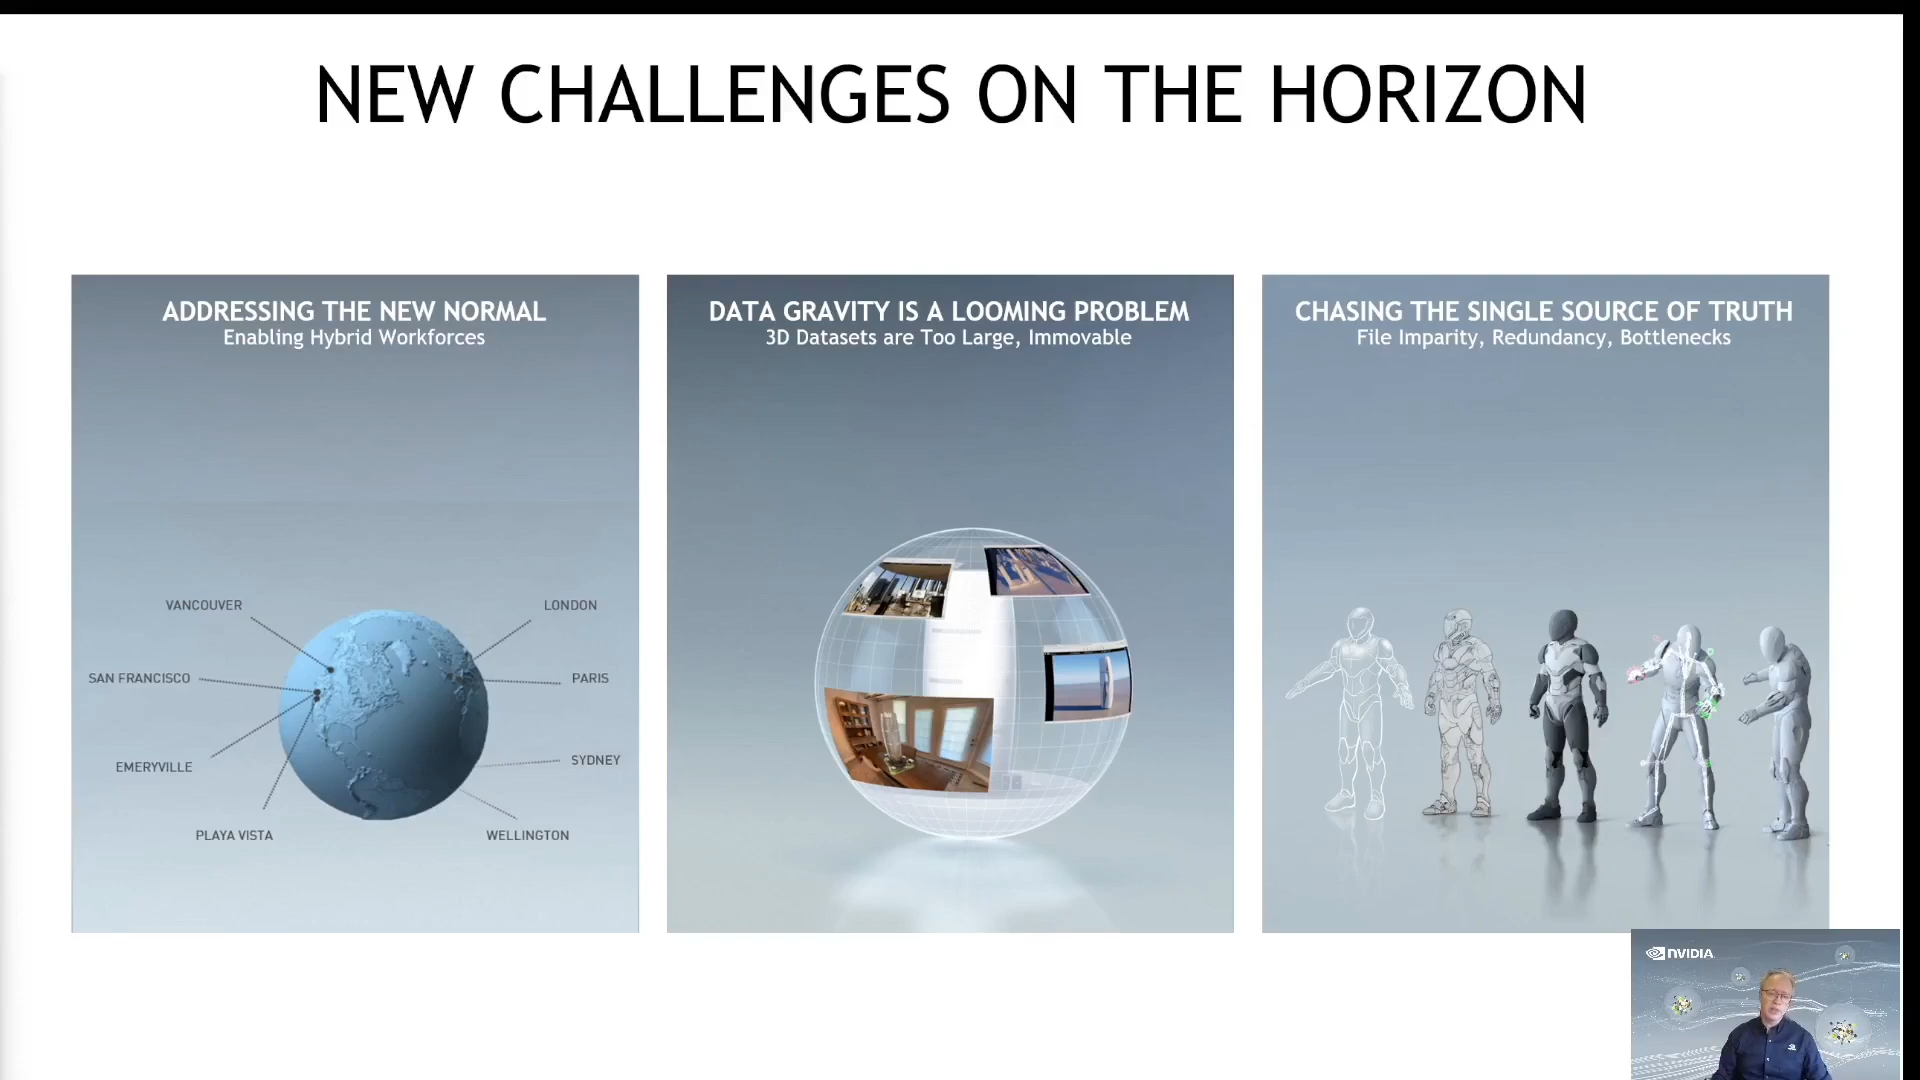 NEW CHALLENGES ON THE HORIZON
ADDRESSING THE NEW NORMAL
Enabling Hybrid Workforces
VANCOUVER
LONDON
SAN FRANCISCO
PARIS
EMERYVILLE
SYDNEY
PLAYA VISTA
WELLINGTON
DATA GRAVITY IS A LOOMING PROBLEM
3D Datasets are Too Large, Immovable
CHASING THE SINGLE SOURCE OF TRUTH
File Imparity, Redundancy, Bottlenecks
NVIDIA